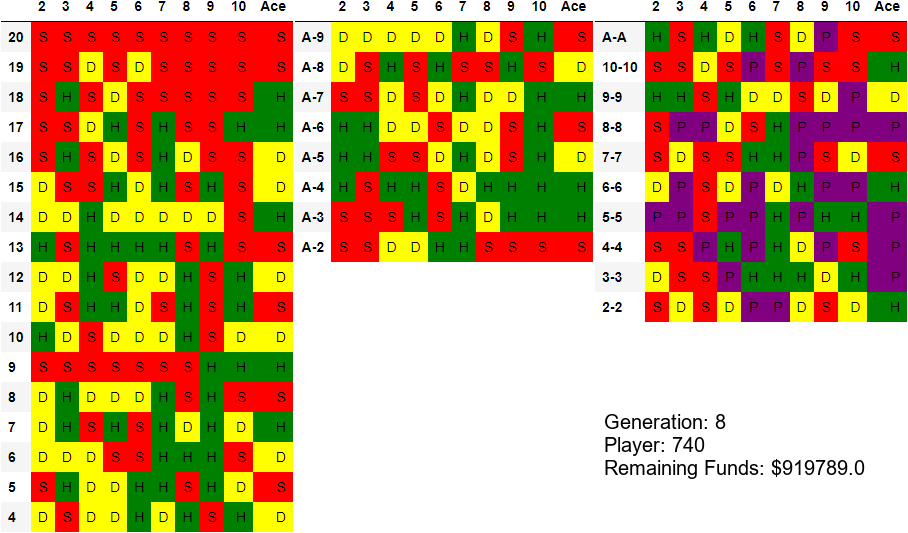 2 3 4 5 6 7 8 9 10 Ace
20 S S S S S S S S S S
19 S S D S D S S S S S
18 S H S D S S S S S H
17 S S D H S H S S H H
16 S H S D S H D S S D
15 D S S H D H S H S D
14 D D H D D D D D S H
13 H S H H H H S H S S
12 D D H S D D H S H D
11 D S H H D S H S H S
10 H D S D D D H S D D
9 S S S S S S S H H H
8 D H D D D H S H S S
7 D H S H S H D H D H
6 D D D S S H H H S D
5 S H D D H H S H D S
4 D S D D H D H S H D
2 3 4 5 6 7 8 9 10 Ace
A-9 D D D D D H D S H S
A-8 D S H S H S S H S D
A-7 S S D S D H D D H H
A-6 H H D D S D D S H S
A-5 H H S S D H D S H D
A-4 H S H H S D H H H H
A-3 S S S H S H D H H H
A-2 S S D D H H S S S S
2 3 4 5 6 7 8 9 10 Ace
A-A H S H D H S D P S S
10-10 S S D S P S P S S H
9-9 H H S H D D S D P D
8-8 S P P D S H P P P P
7-7 S D S S H H P S D S
6-6 D P S D P D H P P H
5-5 P P S P P H P H H P
4-4 S S P H P H D P S P
3-3 D S S P H H H D H P
2-2 S D S D P P D S D H
Generation: 8
Player: 740
Remaining Funds: $919789.0